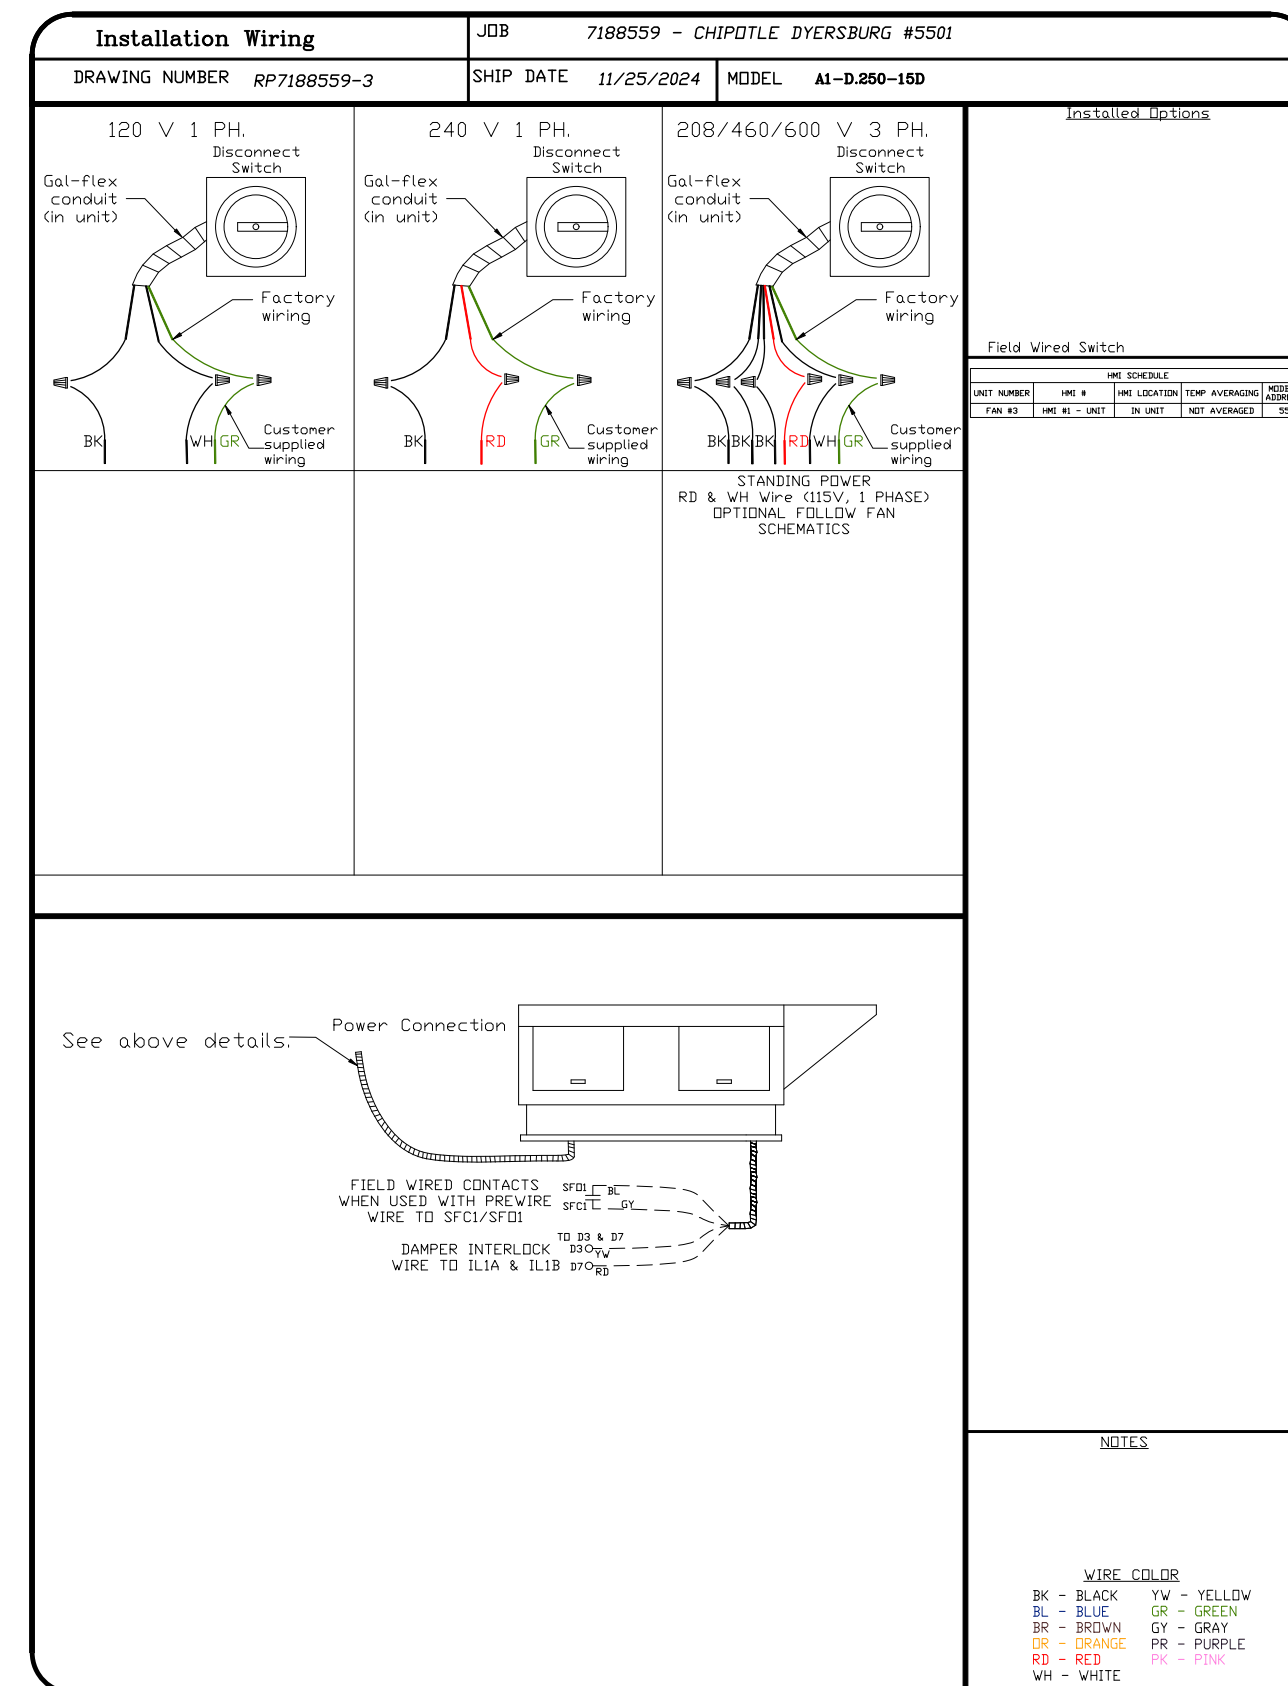 Installation Wiring
JOB 7188559 - CHIPOTLE DYERSBURG #5501
DRAWING NUMBER RP7188559-3
SHIP DATE 11/25/2024
MODEL A1-D.250-15D
120 V 1 PH.
Disconnect
Switch
Gal-flex
conduit
(in unit)
Factory
wiring
BK
WH
GR
Customer
supplied
wiring
240 V 1 PH.
Disconnect
Switch
Gal-flex
conduit
(in unit)
Factory
wiring
BK
RD
GR
Customer
supplied
wiring
208/460/600 V 3 PH.
Disconnect
Switch
Gal-flex
conduit
(in unit)
Factory
wiring
BK
BK
BK
RD
WH
GR
Customer
supplied
wiring
STANDING POWER
RD & WH Wire (115V, 1 PHASE)
OPTIONAL FOLLOW FAN
SCHEMATICS
Installed Options
Field Wired Switch
HMI SCHEDULE
UNIT NUMBER HMI # HMI LOCATION TEMP AVERAGING
FAN #3 HMI #1 - UNIT IN UNIT NOT AVERAGED 55
See above details.
Power Connection
FIELD WIRED CONTACTS
WHEN USED WITH PREWIRE
WIRE TO SFC1/SFO1
SFO1 BL
SFC1 GY
TO D3 & D7
DAMPER INTERLOCK
WIRE TO IL1A & IL1B
D3 YW
D7 RD
NOTES
WIRE COLOR
BK - BLACK YW - YELLOW
BL - BLUE GR - GREEN
BR - BROWN GY - GRAY
OR - ORANGE PR - PURPLE
RD - RED PK - PINK
WH - WHITE